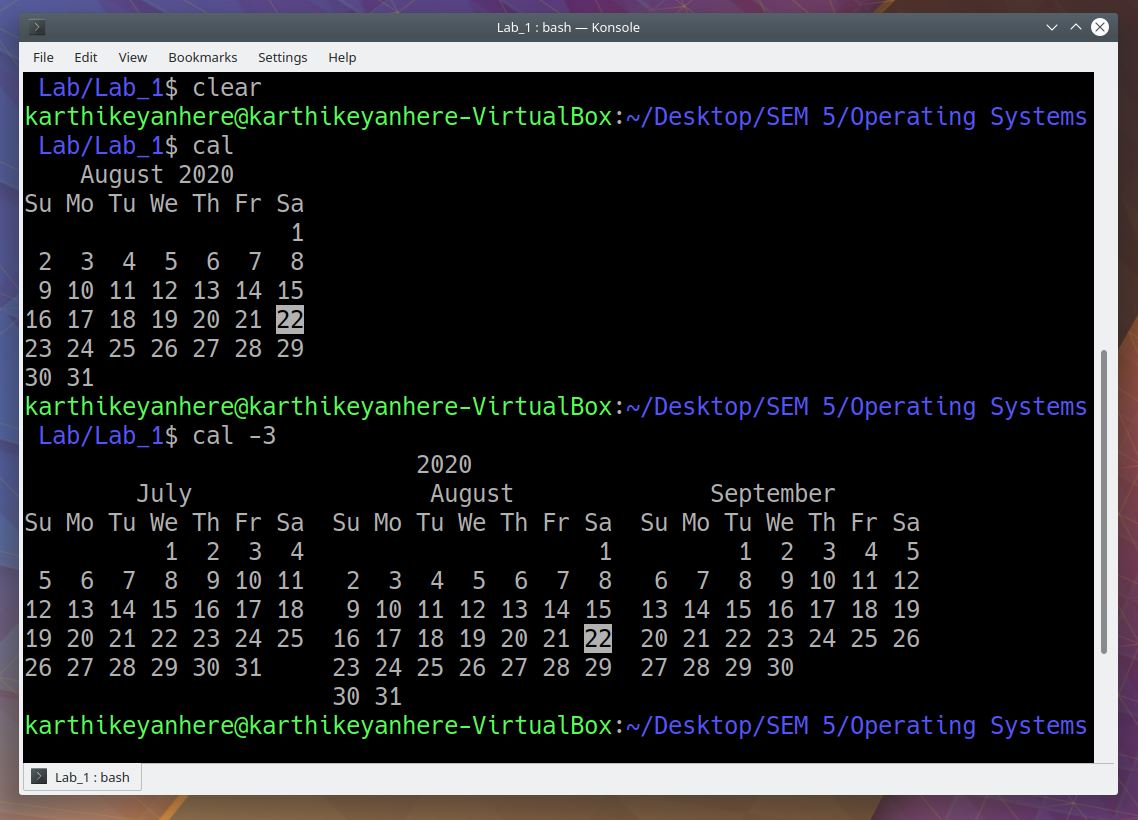 Lab_1 : bash — Konsole
File Edit View Bookmarks Settings Help
Lab/Lab_1$ clear
karthikeyanhere@karthikeyanhere-VirtualBox:~/Desktop/SEM 5/Operating Systems
Lab/Lab_1$ cal
August 2020
Su Mo Tu We Th Fr Sa
1
2 3 4 5 6 7 8
9 10 11 12 13 14 15
16 17 18 19 20 21 22
23 24 25 26 27 28 29
30 31
karthikeyanhere@karthikeyanhere-VirtualBox:~/Desktop/SEM 5/Operating Systems
Lab/Lab_1$ cal -3
2020
July August September
Su Mo Tu We Th Fr Sa Su Mo Tu We Th Fr Sa Su Mo Tu We Th Fr Sa
1 2 3 4 1 1 2 3 4 5
5 6 7 8 9 10 11 2 3 4 5 6 7 8 6 7 8 9 10 11 12
12 13 14 15 16 17 18 9 10 11 12 13 14 15 13 14 15 16 17 18 19
19 20 21 22 23 24 25 16 17 18 19 20 21 22 20 21 22 23 24 25 26
26 27 28 29 30 31 23 24 25 26 27 28 29 27 28 29 30
30 31
karthikeyanhere@karthikeyanhere-VirtualBox:~/Desktop/SEM 5/Operating Systems
Lab_1 : bash